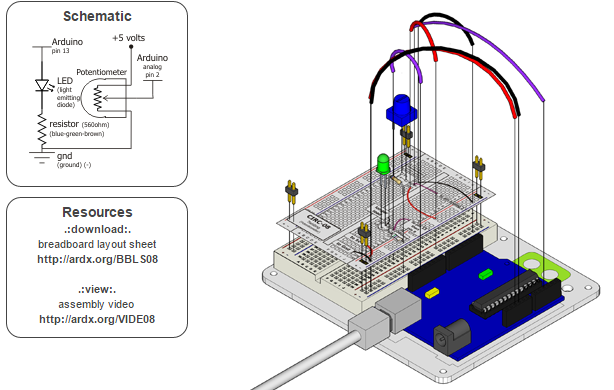 Schematic
Arduino
pin 13
+5 volts
Arduino
analog
pin 2
Potentiometer
LED
(light
emitting
diode)
resistor (560ohm)
(blue-green-brown)
gnd
(ground) (-)
Resources
.:download:.
breadboard layout sheet
http://ardx.org/BBLS08
.:view:.
assembly video
http://ardx.org/VIDE08
CIRC-08